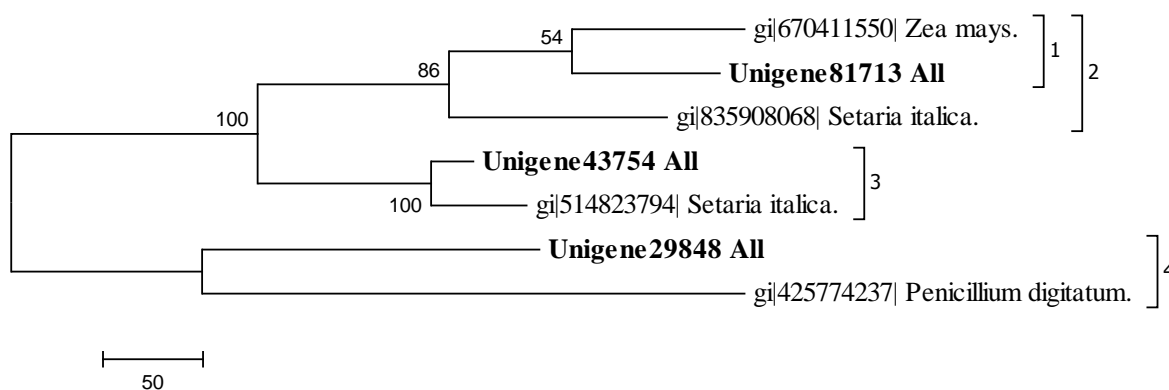 gi|670411550| Zea mays.
54
1
Unigene81713 All
86
2
gi|835908068| Setaria italica.
100
Unigene43754 All
3
100
gi|514823794| Setaria italica.
Unigene29848 All
4
gi|425774237| Penicillium digitatum.
50